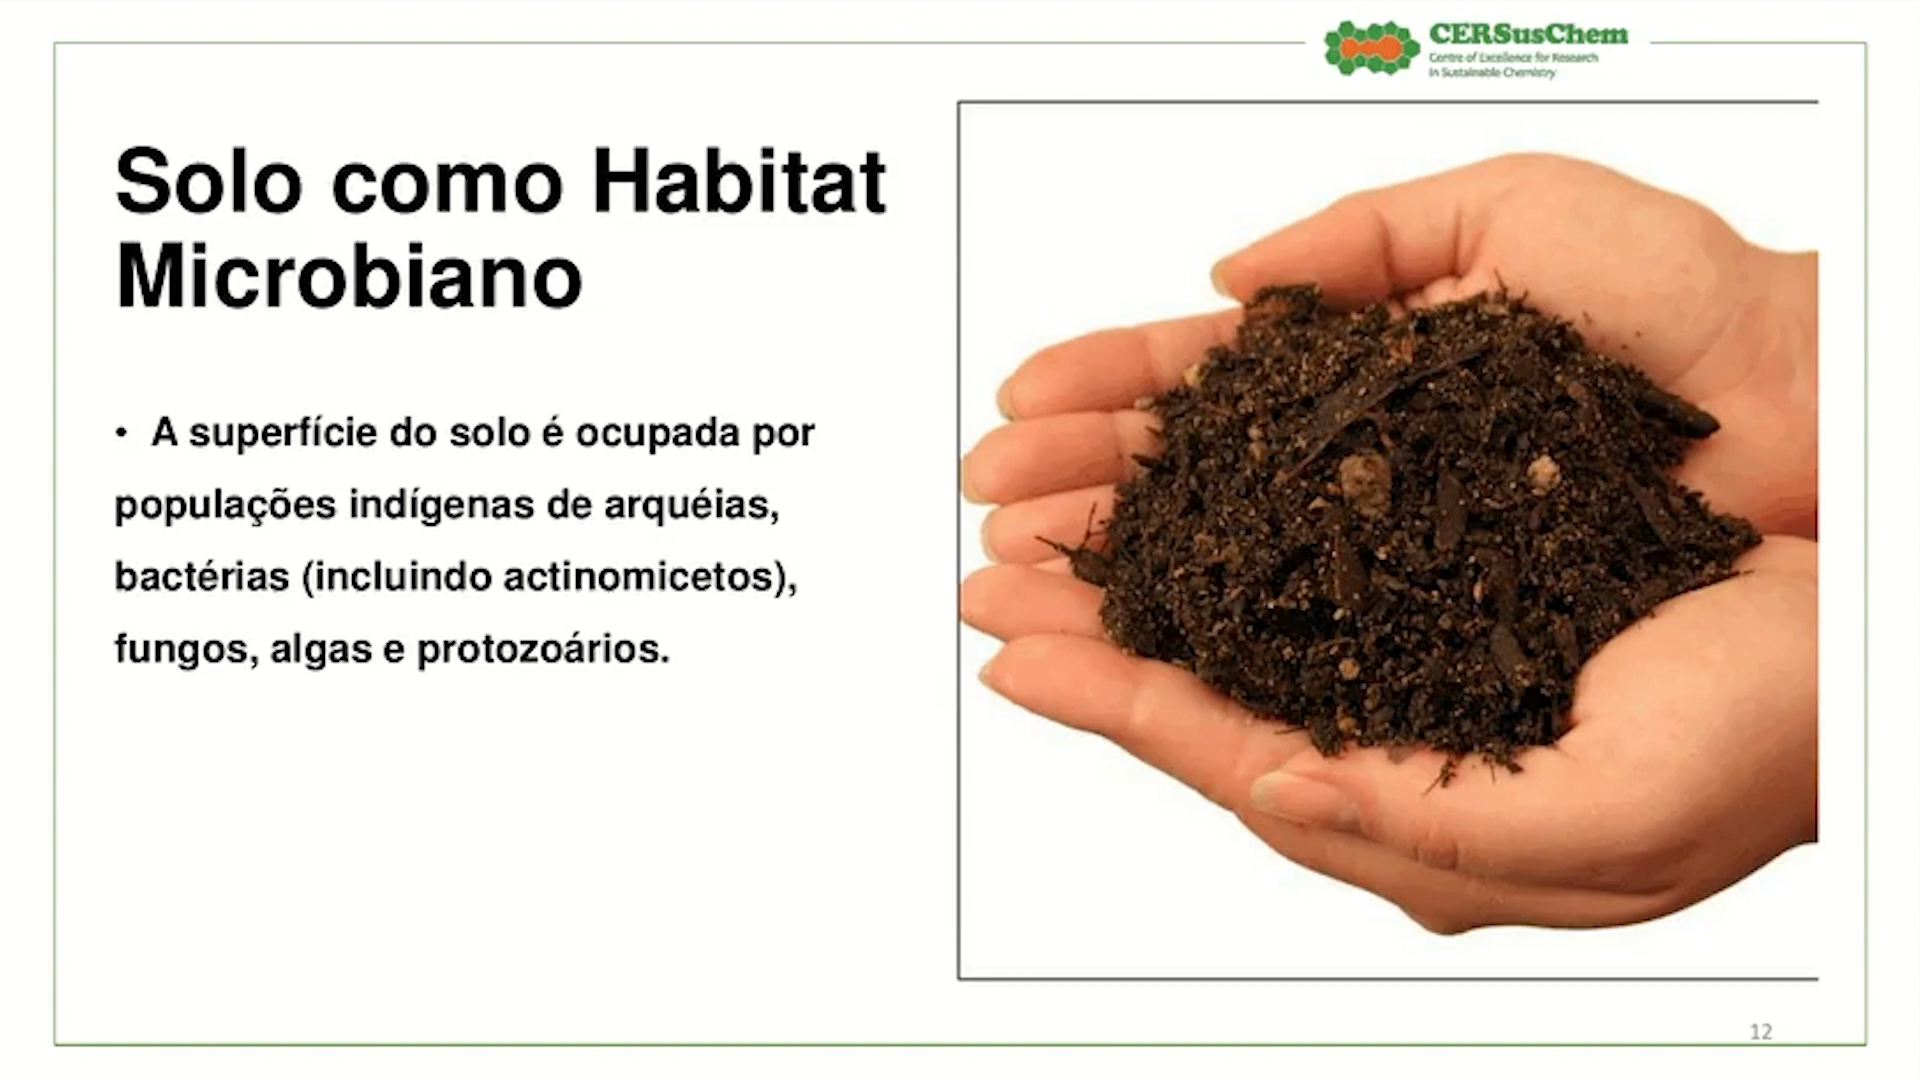 CERSusChem
Centre of Excellence for Research
in Sustainable Chemistry
Solo como Habitat
Microbiano
• A superfície do solo é ocupada por
populações indígenas de arquéias,
bactérias (incluindo actinomicetos),
fungos, algas e protozoários.
12